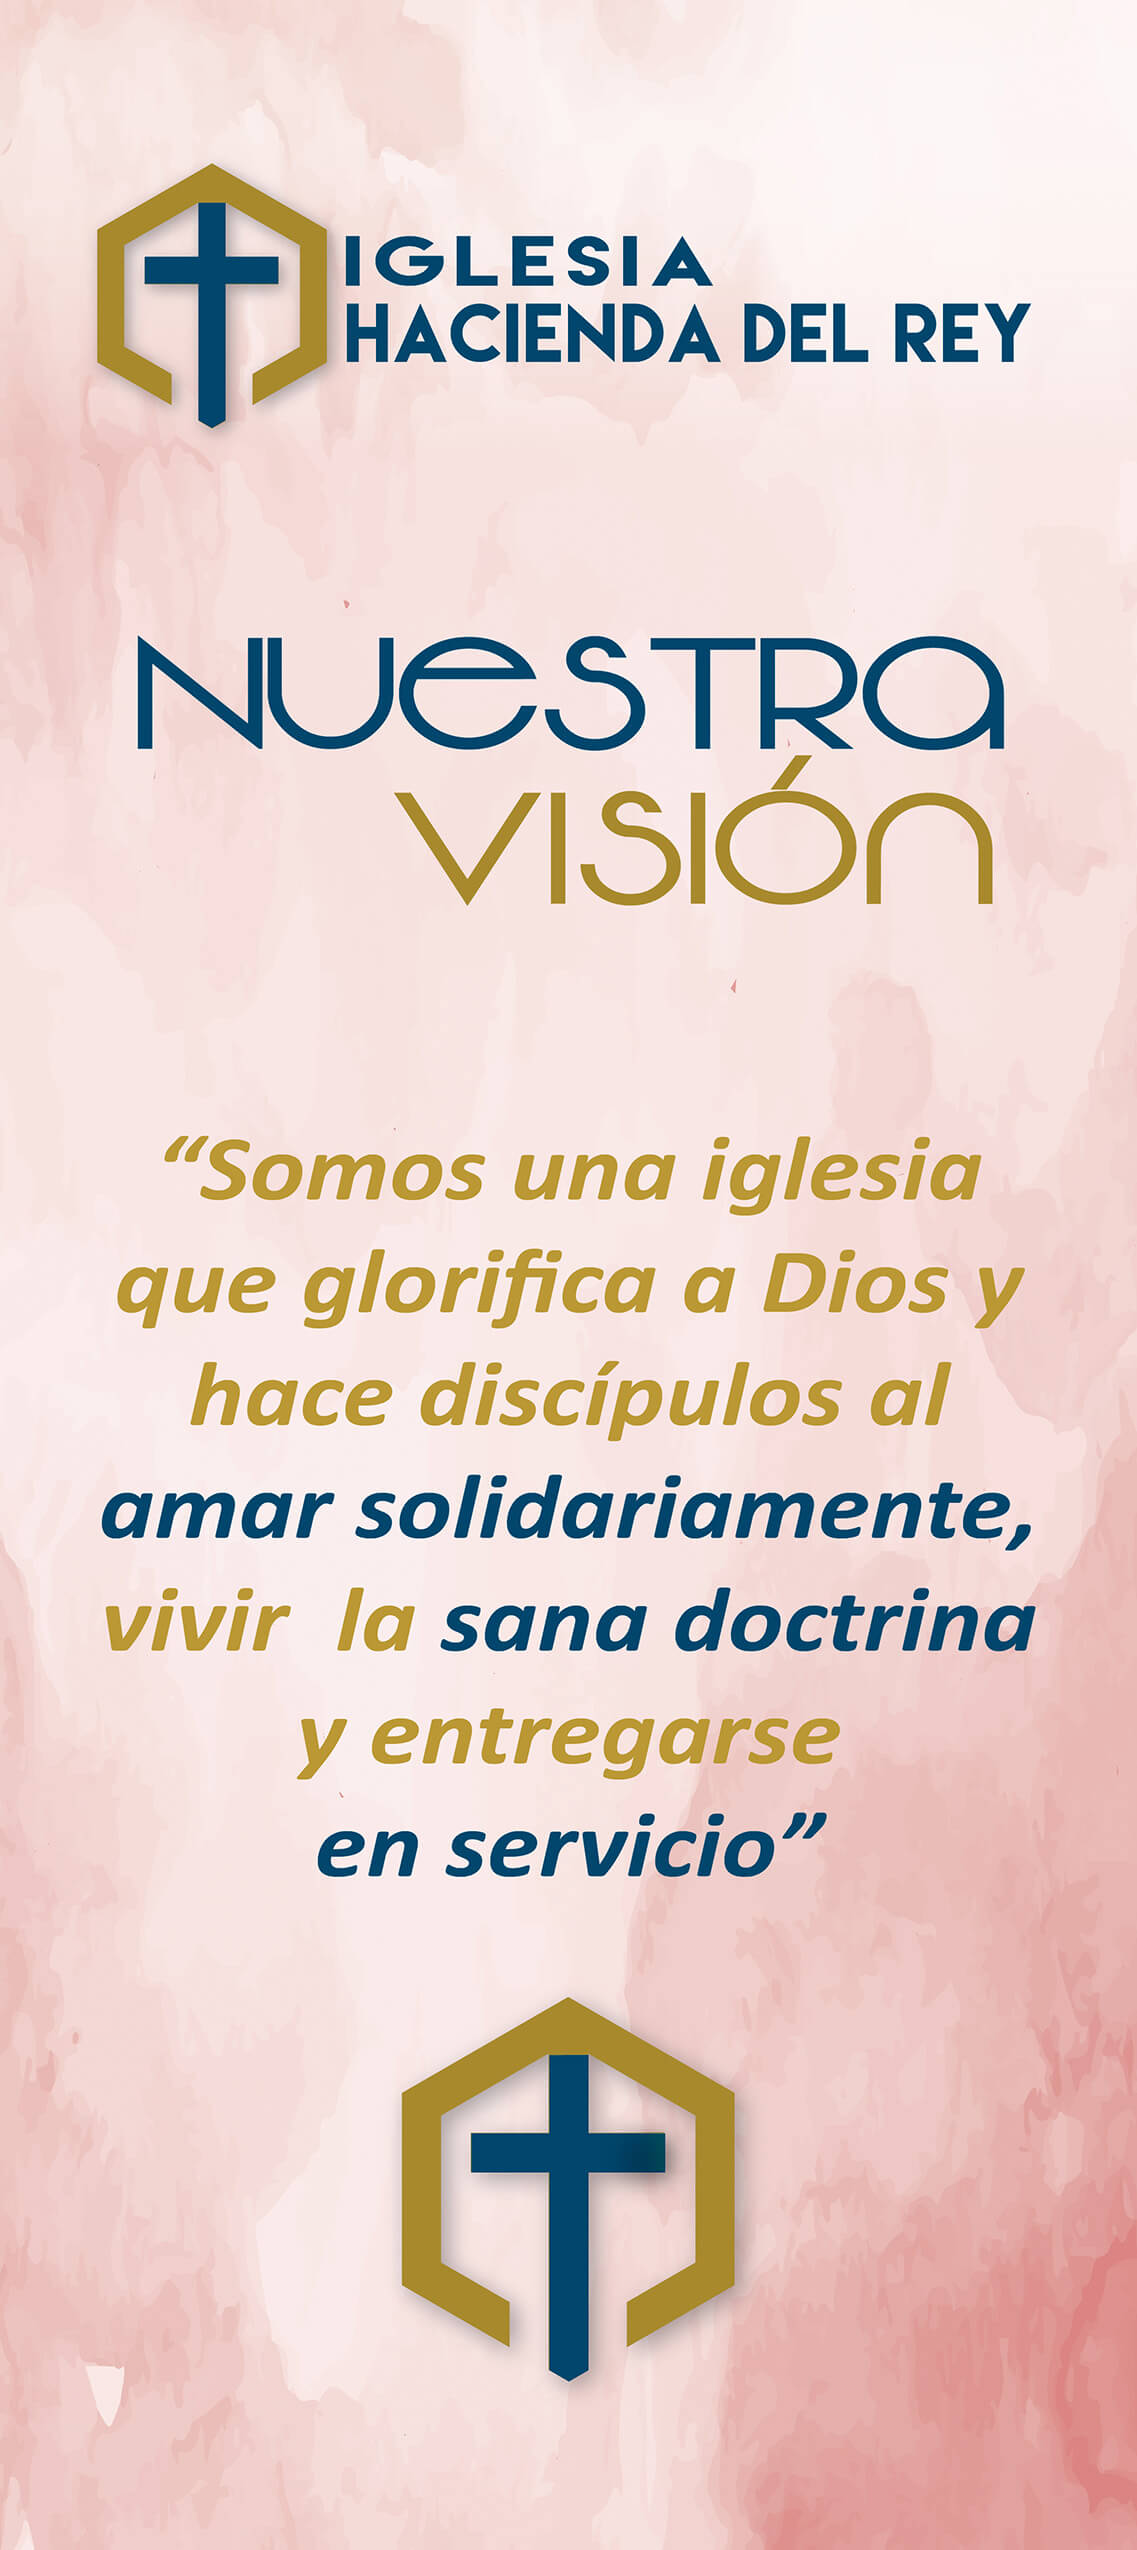 IGLESIA
HACIENDA DEL REY
NUESTRA
VISIÓN
“Somos una iglesia
que glorifica a Dios y
hace discípulos al
amar solidariamente,
vivir  la sana doctrina
y entregarse
en servicio”